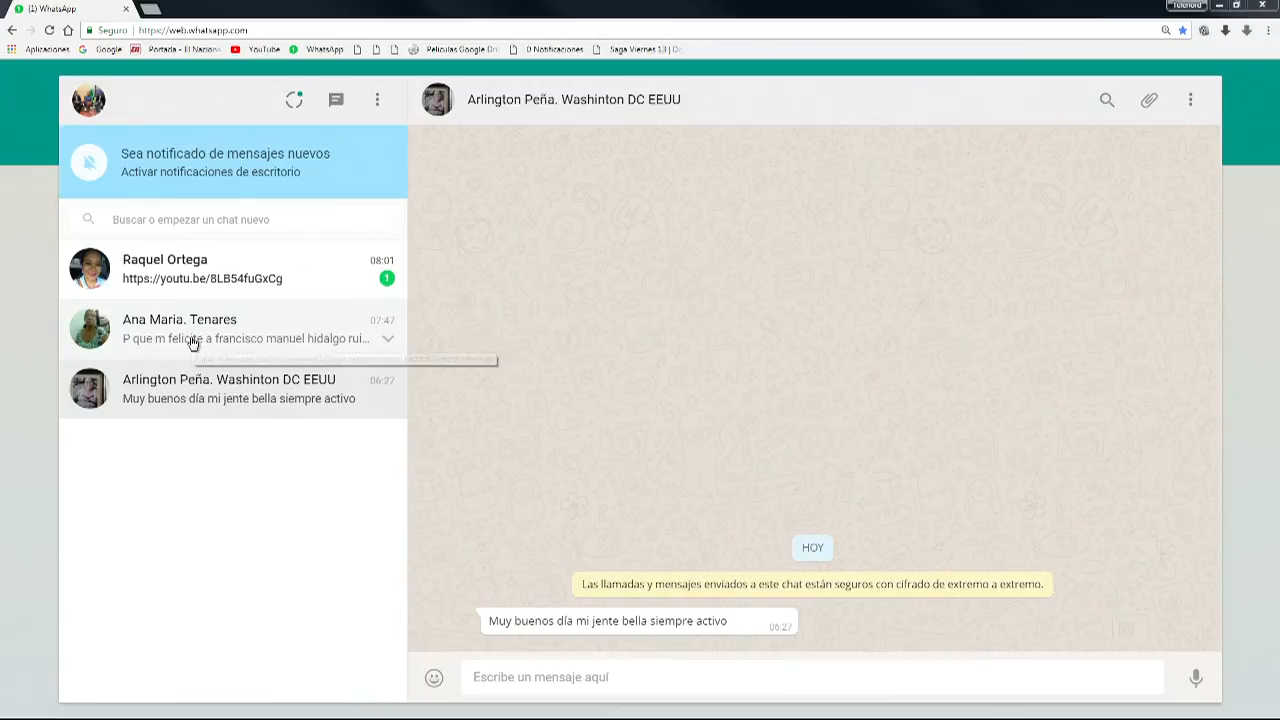 (1) WhatsApp
Telenord
Seguro
https://web.whatsapp.com
Aplicaciones
Google
Portada - El Naciona
YouTube
WhatsApp
Peliculas Google Dri
0 Notificaciones
Saga Viernes 13 | Dc
Arlington Peña. Washinton DC EEUU
Sea notificado de mensajes nuevos
Activar notificaciones de escritorio
Buscar o empezar un chat nuevo
Raquel Ortega
08:01
https://youtu.be/8LB54fuGxCg
1
Ana Maria. Tenares
07:47
P que m felicite a francisco manuel hidalgo rui...
Arlington Peña. Washinton DC EEUU
06:27
Muy buenos día mi jente bella siempre activo
HOY
Las llamadas y mensajes enviados a este chat están seguros con cifrado de extremo a extremo.
Muy buenos día mi jente bella siempre activo
06:27
Escribe un mensaje aquí